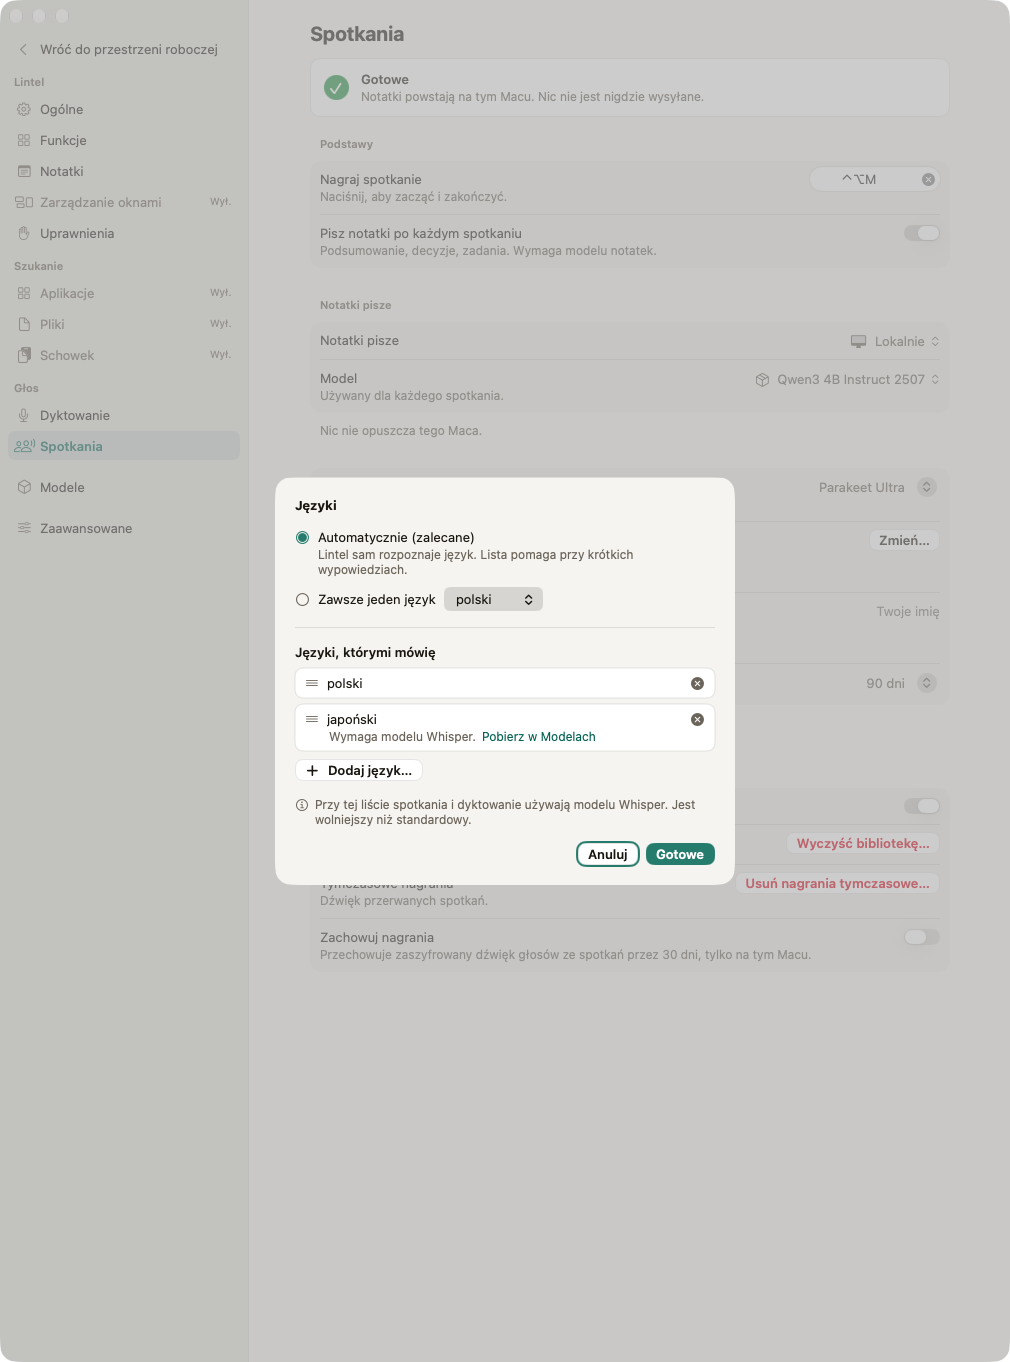 Wróć do przestrzeni roboczej
Lintel
Ogólne
Funkcje
Notatki
Zarządzanie oknami Wył.
Uprawnienia
Szukanie
Aplikacje Wył.
Pliki Wył.
Schowek Wył.
Głos
Dyktowanie
Spotkania
Modele
Zaawansowane
Spotkania
Gotowe
Notatki powstają na tym Macu. Nic nie jest nigdzie wysyłane.
Podstawy
Nagraj spotkanie ⌃⌥M
Naciśnij, aby zacząć i zakończyć.
Pisz notatki po każdym spotkaniu
Podsumowanie, decyzje, zadania. Wymaga modelu notatek.
Notatki pisze
Notatki pisze Lokalnie
Model Qwen3 4B Instruct 2507
Używany dla każdego spotkania.
Nic nie opuszcza tego Maca.
Parakeet Ultra
Zmień...
Twoje imię
90 dni
Języki
Automatycznie (zalecane)
Lintel sam rozpoznaje język. Lista pomaga przy krótkich
wypowiedziach.
Zawsze jeden język polski
Języki, którymi mówię
polski
japoński
Wymaga modelu Whisper. Pobierz w Modelach
Dodaj język...
Przy tej liście spotkania i dyktowanie używają modelu Whisper. Jest
wolniejszy niż standardowy.
Anuluj Gotowe
Wyczyść bibliotekę...
Tymczasowe nagrania Usuń nagrania tymczasowe...
Dźwięk przerwanych spotkań.
Zachowuj nagrania
Przechowuje zaszyfrowany dźwięk głosów ze spotkań przez 30 dni, tylko na tym Macu.